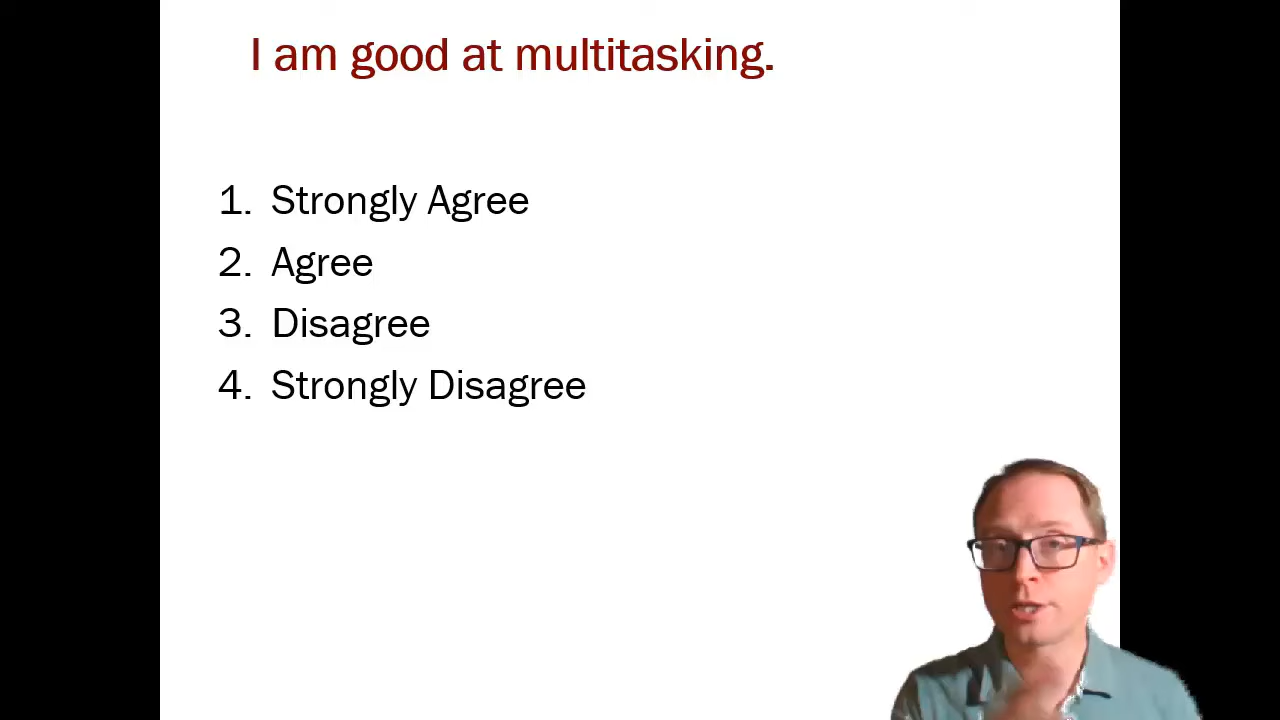 I am good at multitasking.
1. Strongly Agree
2. Agree
3. Disagree
4. Strongly Disagree